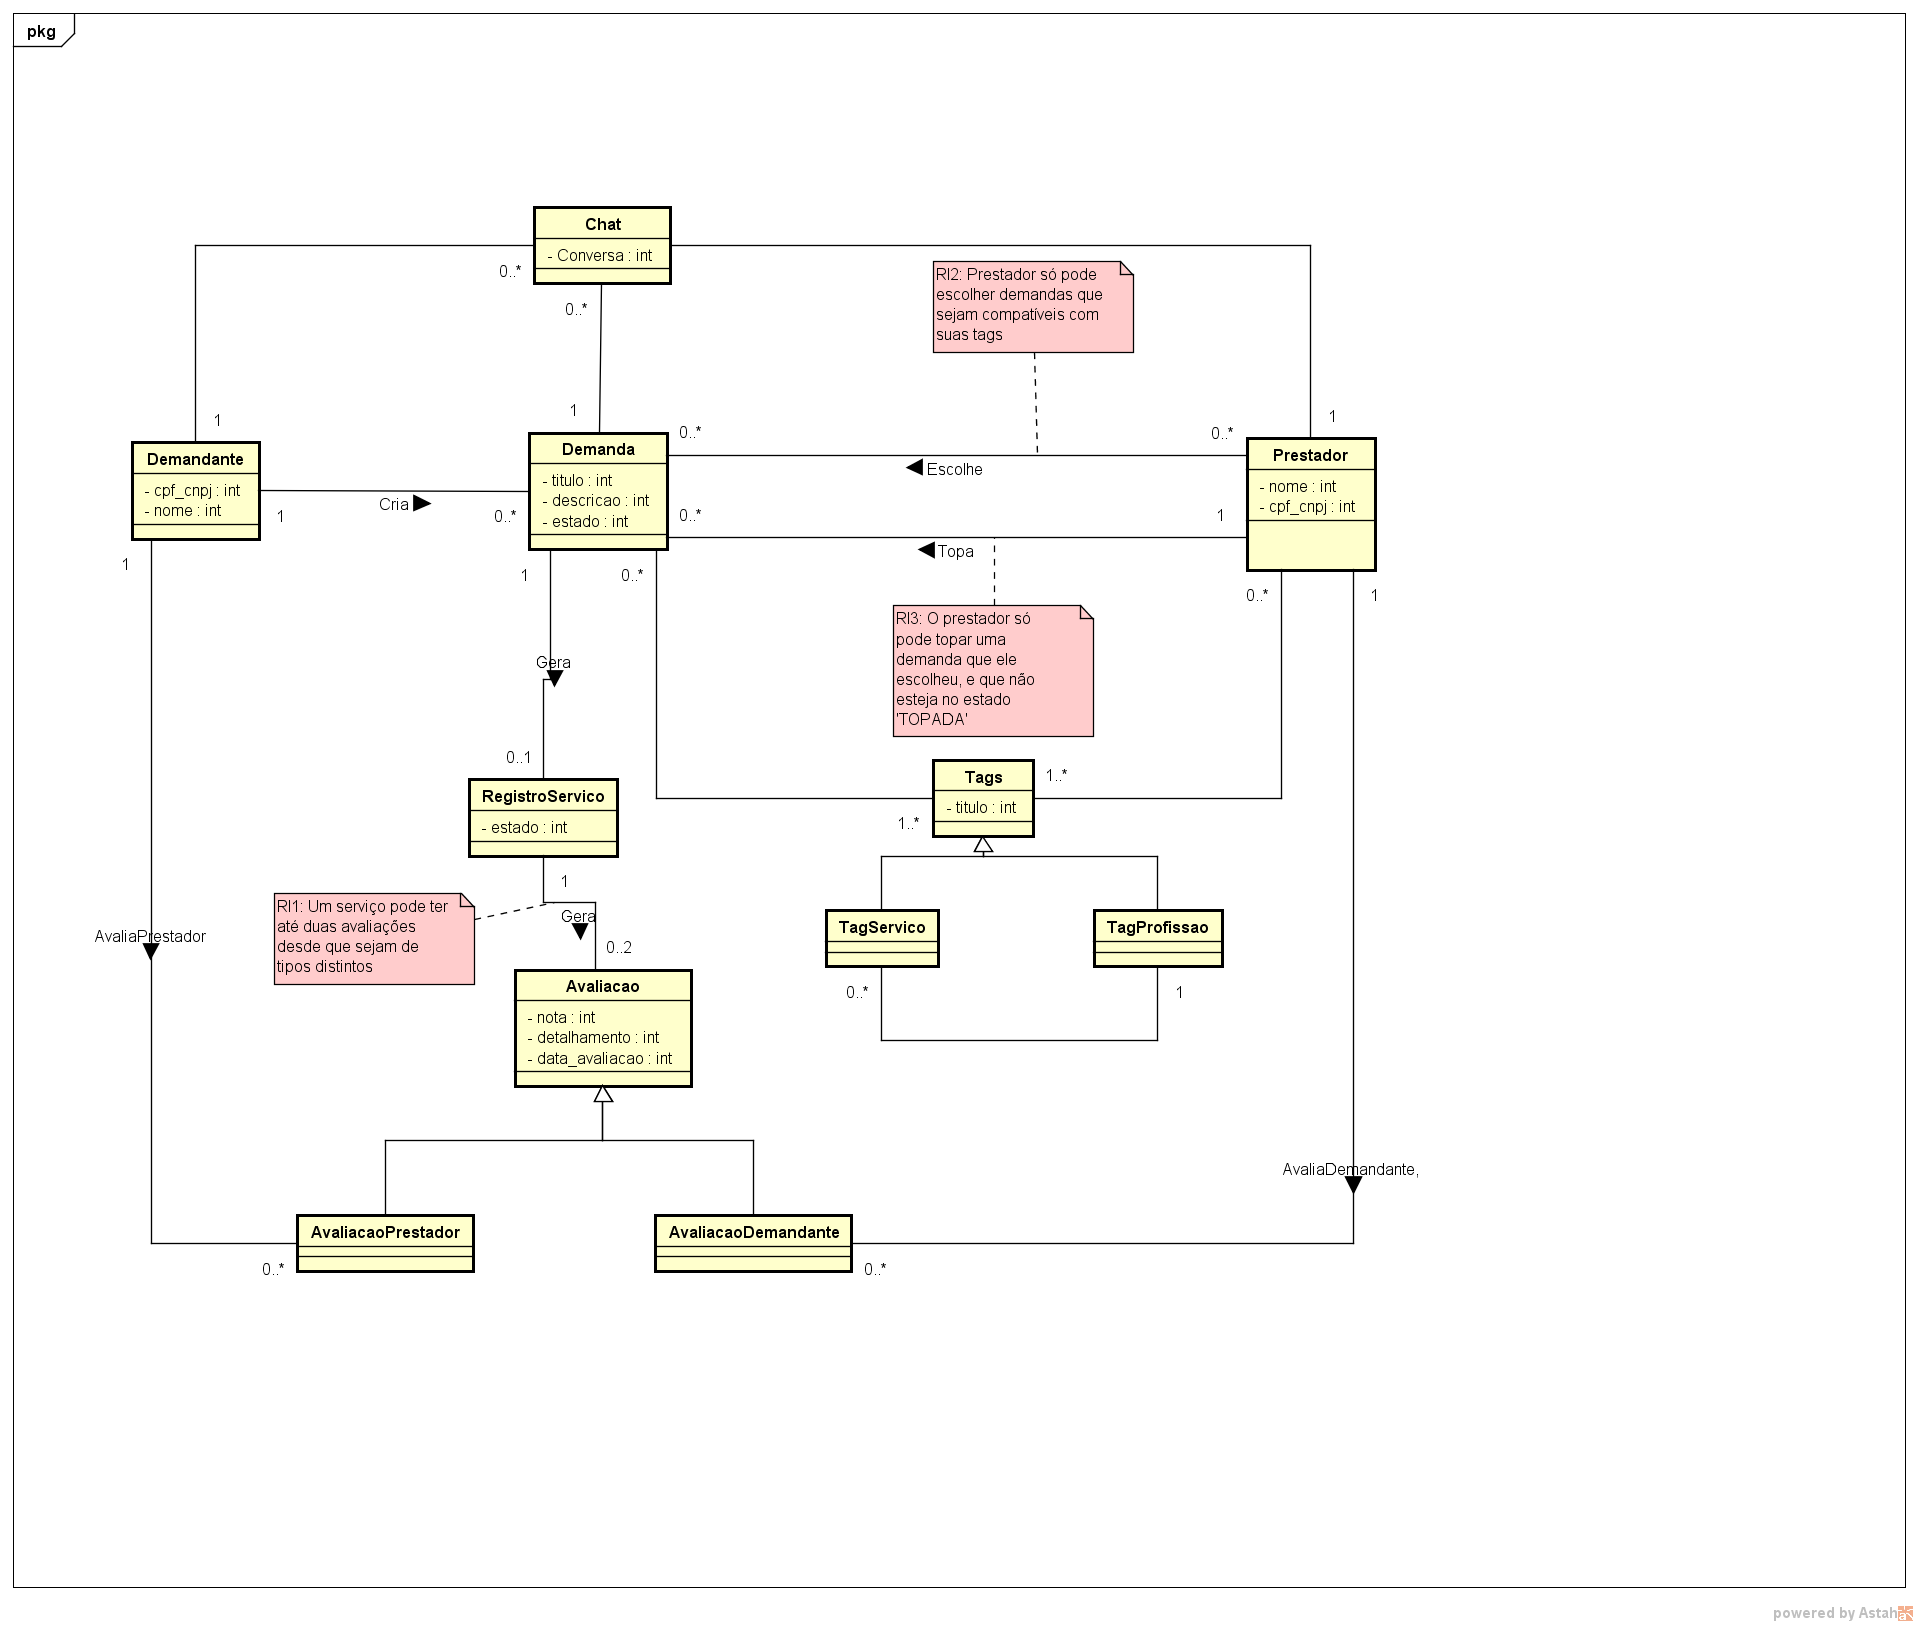 pkg
Chat
- Conversa : int
0..*
0..*
RI2: Prestador só pode
escolher demandas que
sejam compatíveis com
suas tags
1
1
1
Demandante
- cpf_cnpj : int
- nome : int
1
Cria
0..*
Demanda
- titulo : int
- descricao : int
- estado : int
0..*
0..*
Escolhe
0..*
1
Topa
Prestador
- nome : int
- cpf_cnpj : int
1
1
0..*
0..*
1
Gera
RI3: O prestador só
pode topar uma
demanda que ele
escolheu, e que não
esteja no estado
'TOPADA'
0..1
RegistroServico
- estado : int
Tags
- titulo : int
1..*
1..*
1
RI1: Um serviço pode ter
até duas avaliações
desde que sejam de
tipos distintos
Gera
0..2
AvaliaPrestador
TagServico
TagProfissao
0..*
1
Avaliacao
- nota : int
- detalhamento : int
- data_avaliacao : int
AvaliaDemandante,
AvaliacaoPrestador
AvaliacaoDemandante
0..*
0..*
powered by Astah